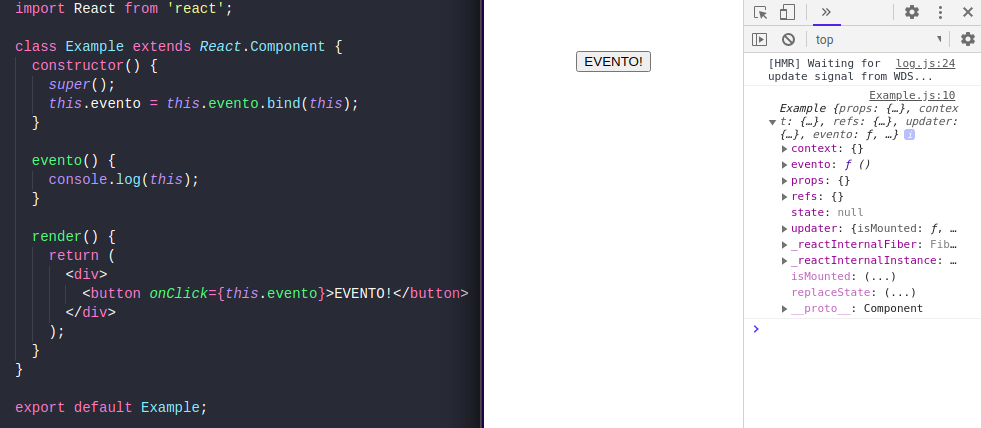 import React from 'react';
class Example extends React.Component {
constructor() {
super();
this.evento = this.evento.bind(this);
}
evento() {
console.log(this);
}
render() {
return (
<div>
<button onClick={this.evento}>EVENTO!</button>
</div>
);
}
}
export default Example;
EVENTO!
top
[HMR] Waiting for log.js:24
update signal from WDS...
Example.js:10
Example {props: {…}, contex
t: {…}, refs: {…}, updater:
{…}, evento: ƒ, …} i
context: {}
evento: ƒ ()
props: {}
refs: {}
state: null
updater: {isMounted: ƒ, …
_reactInternalFiber: Fib…
_reactInternalInstance: …
isMounted: (...)
replaceState: (...)
__proto__: Component